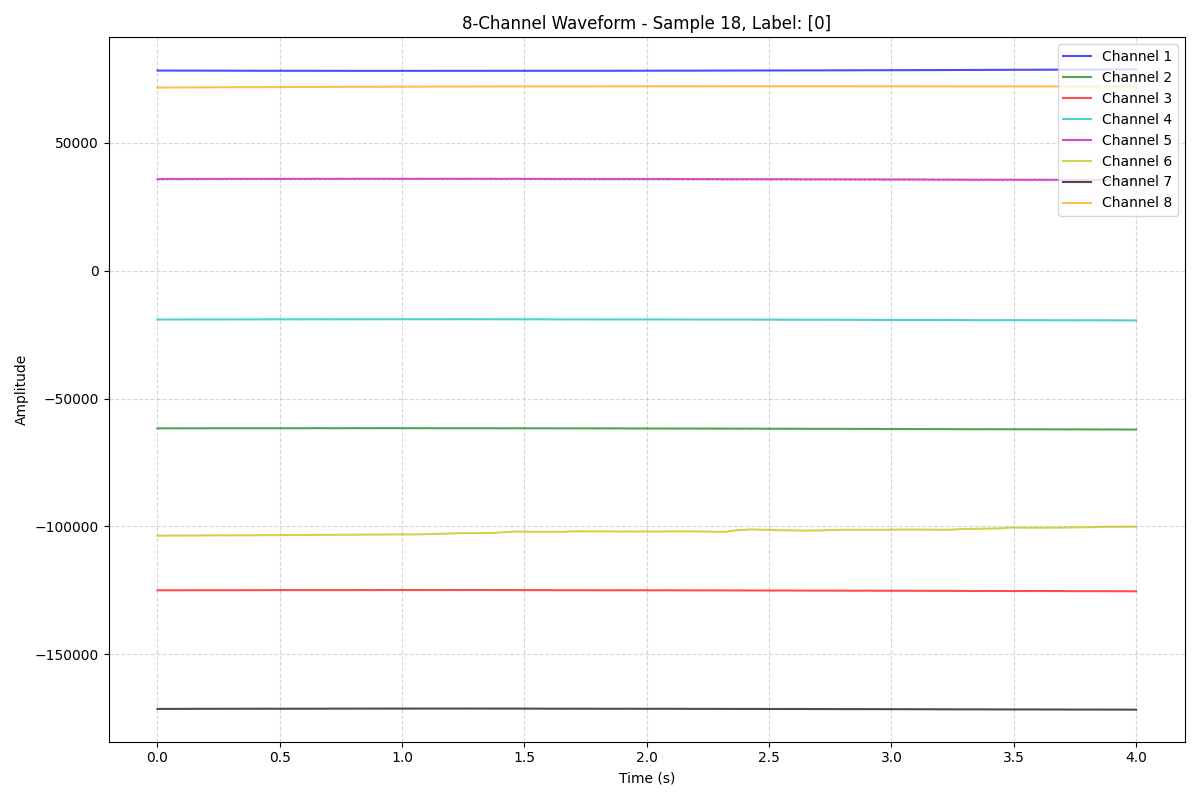 8-Channel Waveform - Sample 18, Label: [0]
Channel 1
Channel 2
Channel 3
Channel 4
Channel 5
Channel 6
Channel 7
Channel 8
Amplitude
50000
0
−50000
−100000
−150000
0.0 0.5 1.0 1.5 2.0 2.5 3.0 3.5 4.0
Time (s)